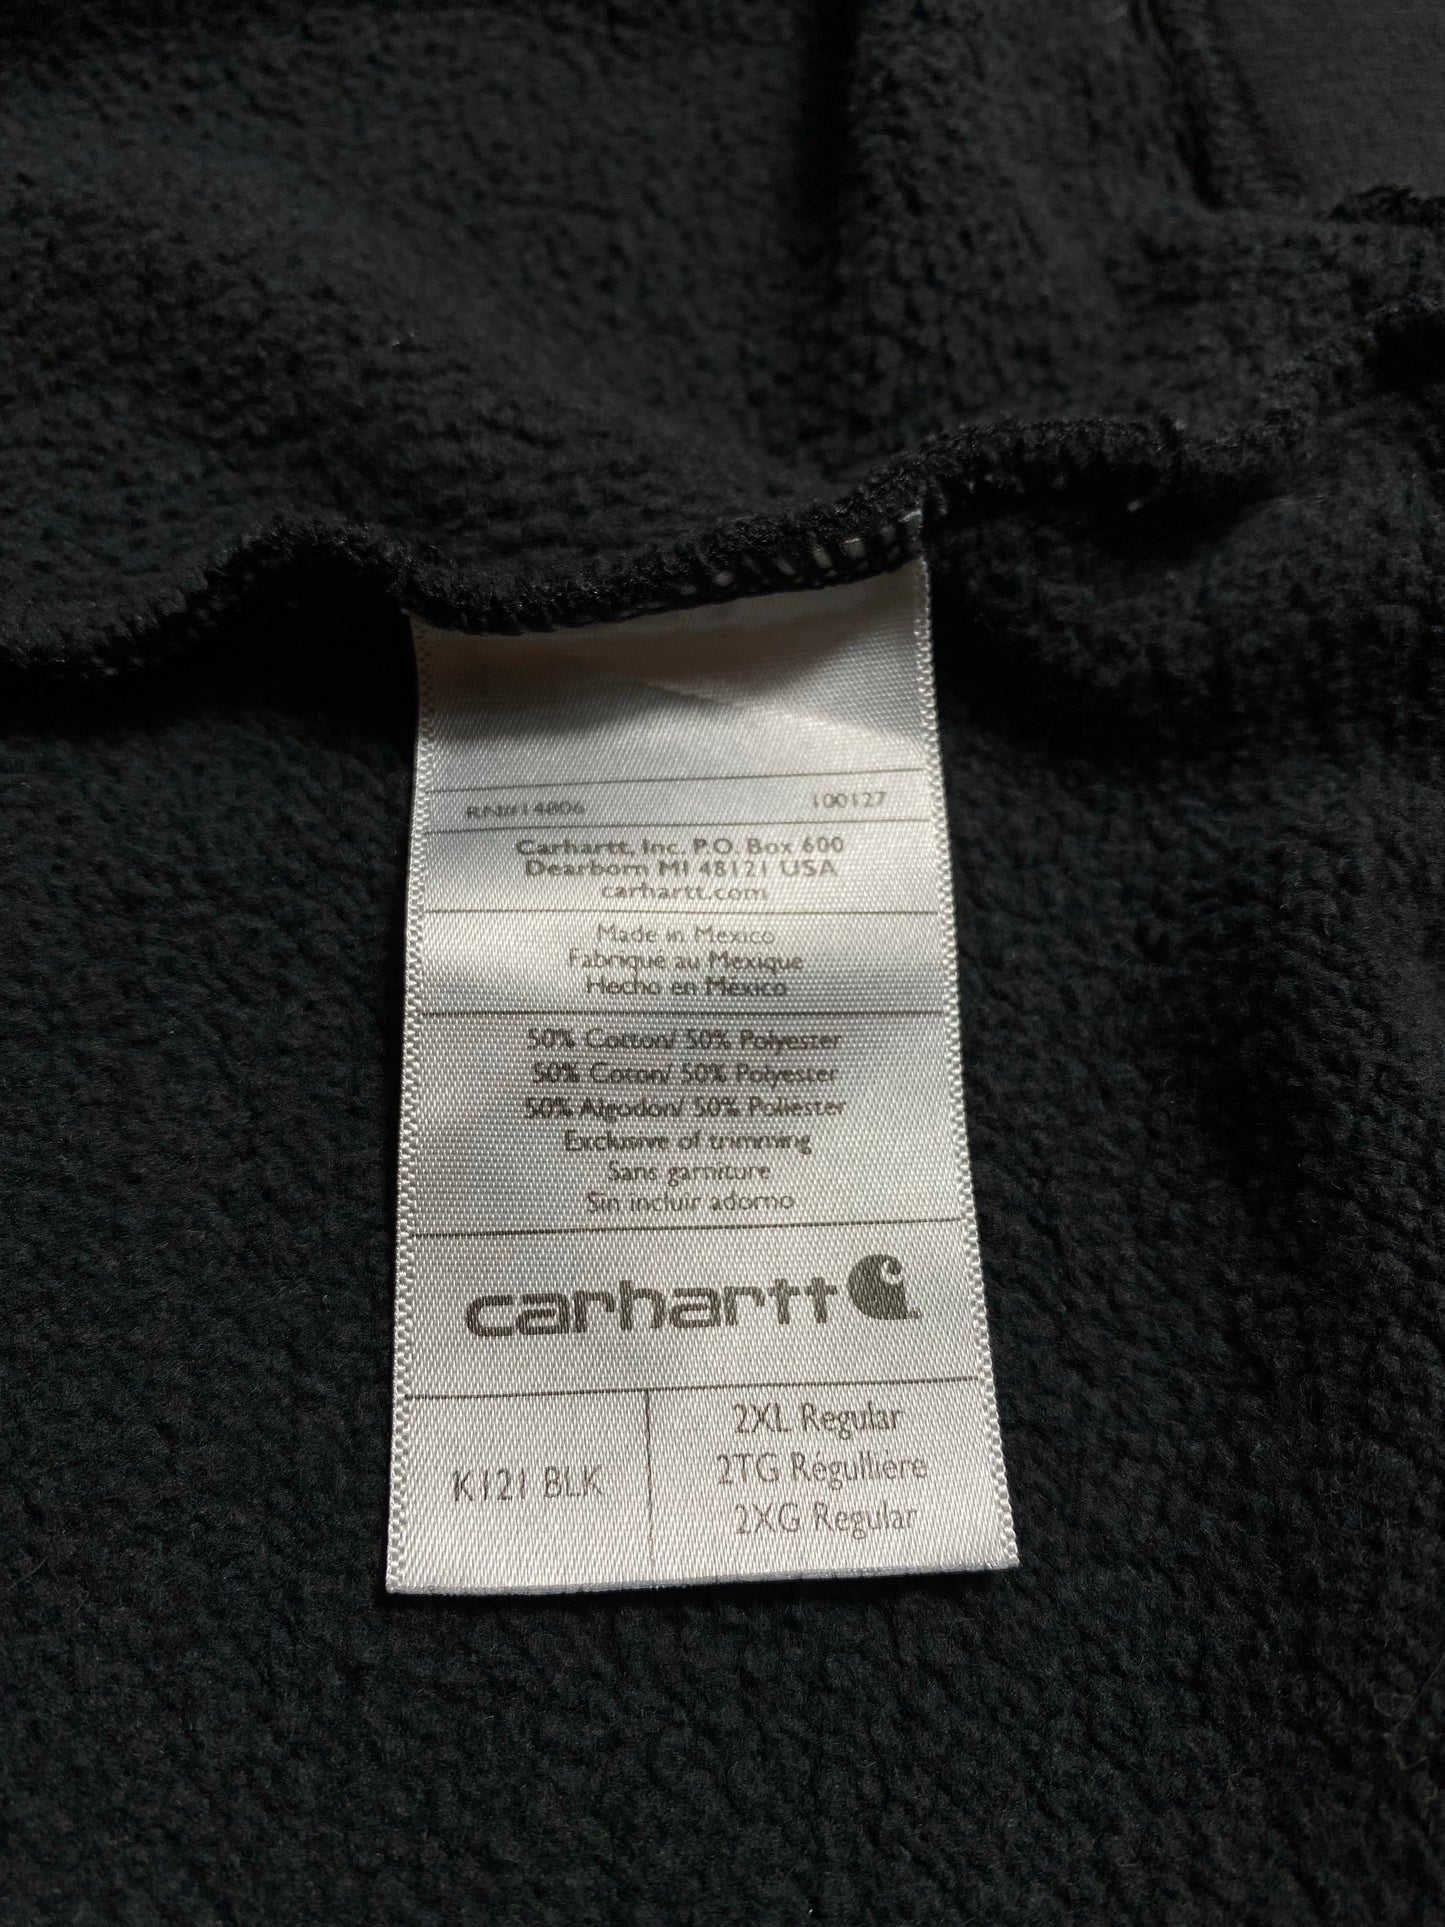 RN#14806 100127
Carhartt, Inc. P.O. Box 600
Dearborn MI 48121 USA
carhartt.com
Made in Mexico
Fabrique au Mexique
Hecho en Mexico
50% Cotton/ 50% Polyester
50% Coton/ 50% Polyester
50% Algodon/ 50% Poliester
Exclusive of trimming
Sans garniture
Sin incluir adorno
carhartt
K121 BLK
2XL Regular
2TG Régulliere
2XG Regular